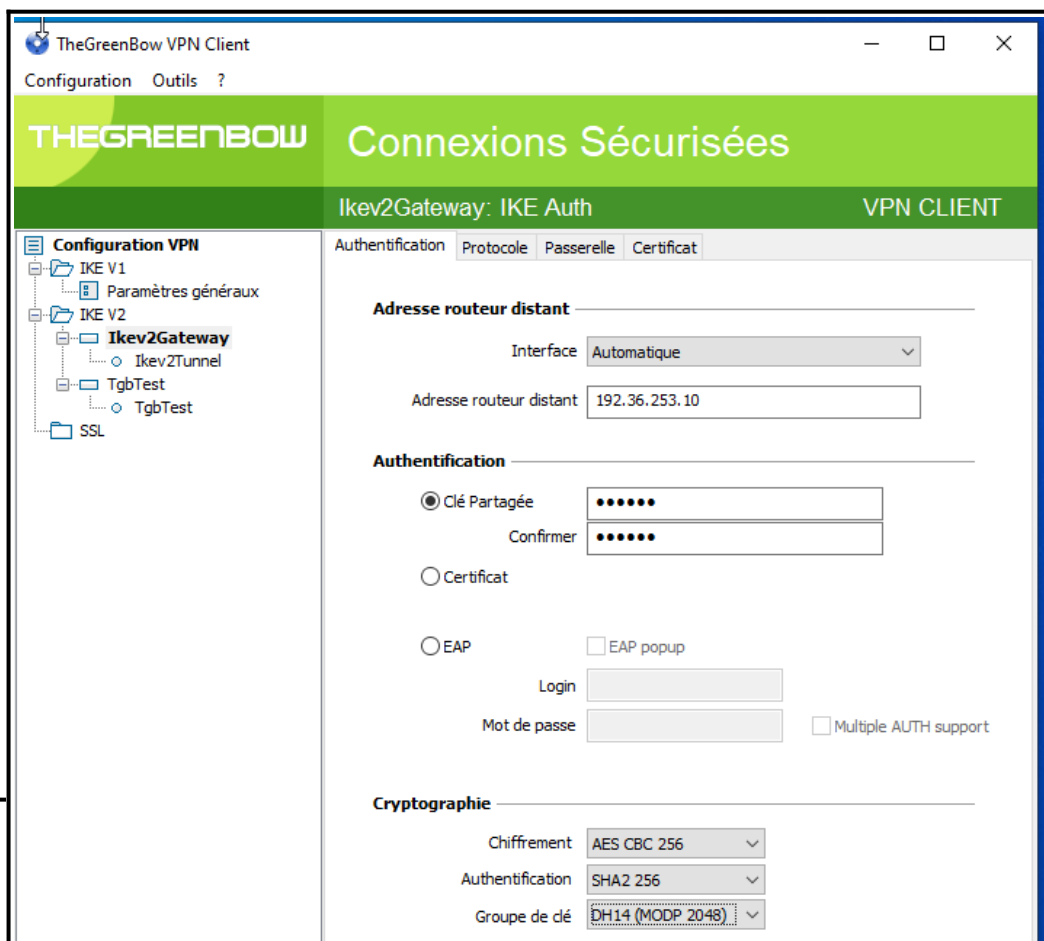 TheGreenBow VPN Client
Configuration Outils ?
THEGREENBOW
Connexions Sécurisées
Ikev2Gateway: IKE Auth
VPN CLIENT
Configuration VPN
IKE V1
Paramètres généraux
IKE V2
Ikev2Gateway
Ikev2Tunnel
TgbTest
TgbTest
SSL
Authentification Protocole Passerelle Certificat
Adresse routeur distant
Interface Automatique
Adresse routeur distant 192.36.253.10
Authentification
Clé Partagée ••••••
Confirmer ••••••
Certificat
EAP EAP popup
Login
Mot de passe Multiple AUTH support
Cryptographie
Chiffrement AES CBC 256
Authentification SHA2 256
Groupe de clé DH14 (MODP 2048)